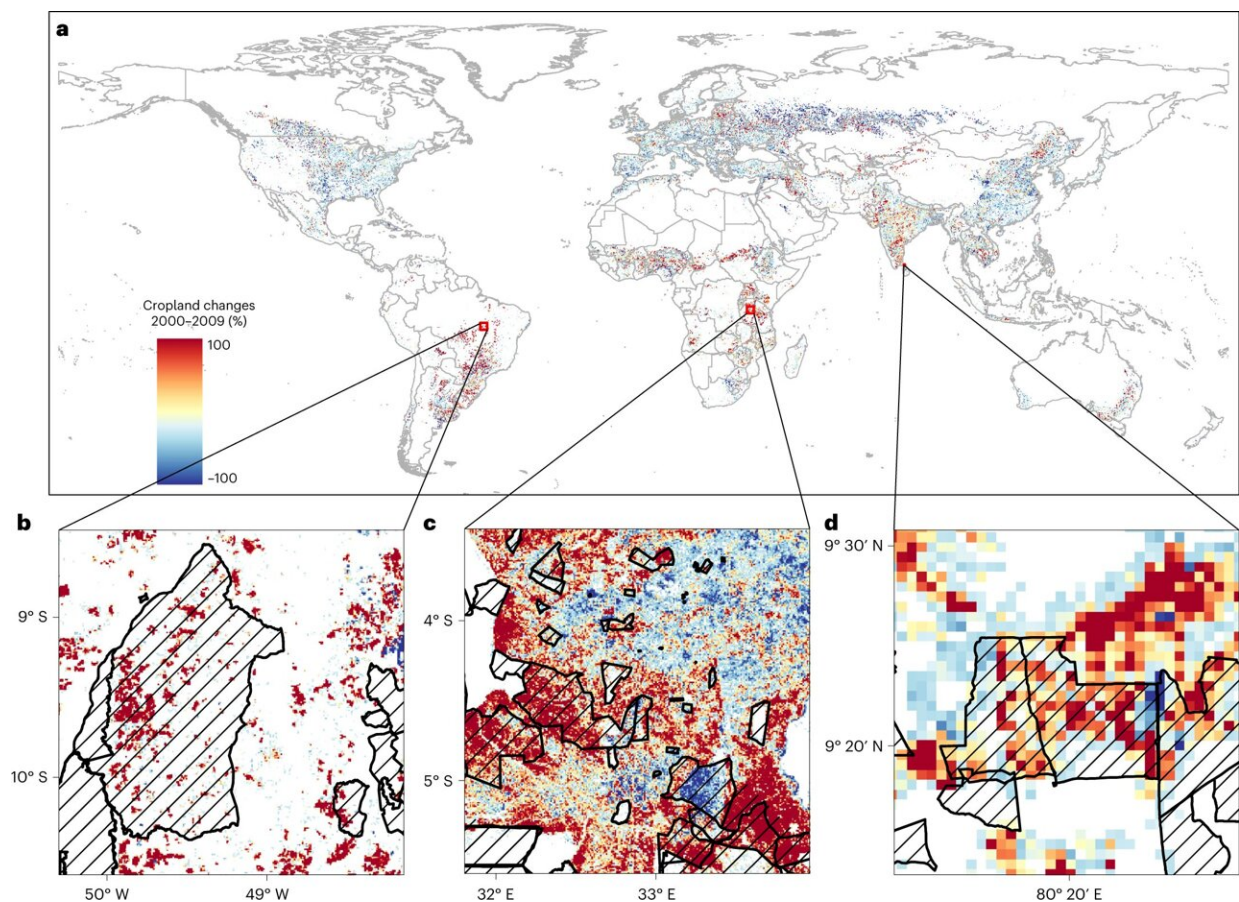 a
Cropland changes
2000–2009 (%)
100
–100
b
c
d
9° S
10° S
50° W
49° W
4° S
5° S
32° E
33° E
9° 30′ N
9° 20′ N
80° 20′ E